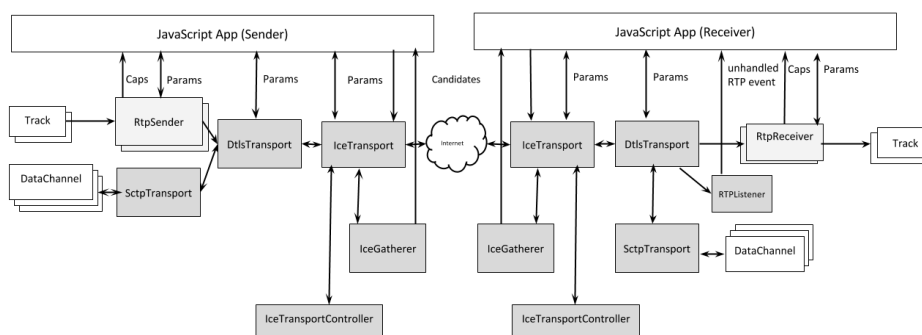 JavaScript App (Sender)
JavaScript App (Receiver)
Caps
Params
Params
Params
Candidates
Params
Params
unhandled
RTP event
Caps
Params
Track
RtpSender
DtlsTransport
IceTransport
Internet
IceTransport
DtlsTransport
RtpReceiver
Track
DataChannel
SctpTransport
RTPListener
IceGatherer
IceGatherer
SctpTransport
DataChannel
IceTransportController
IceTransportController